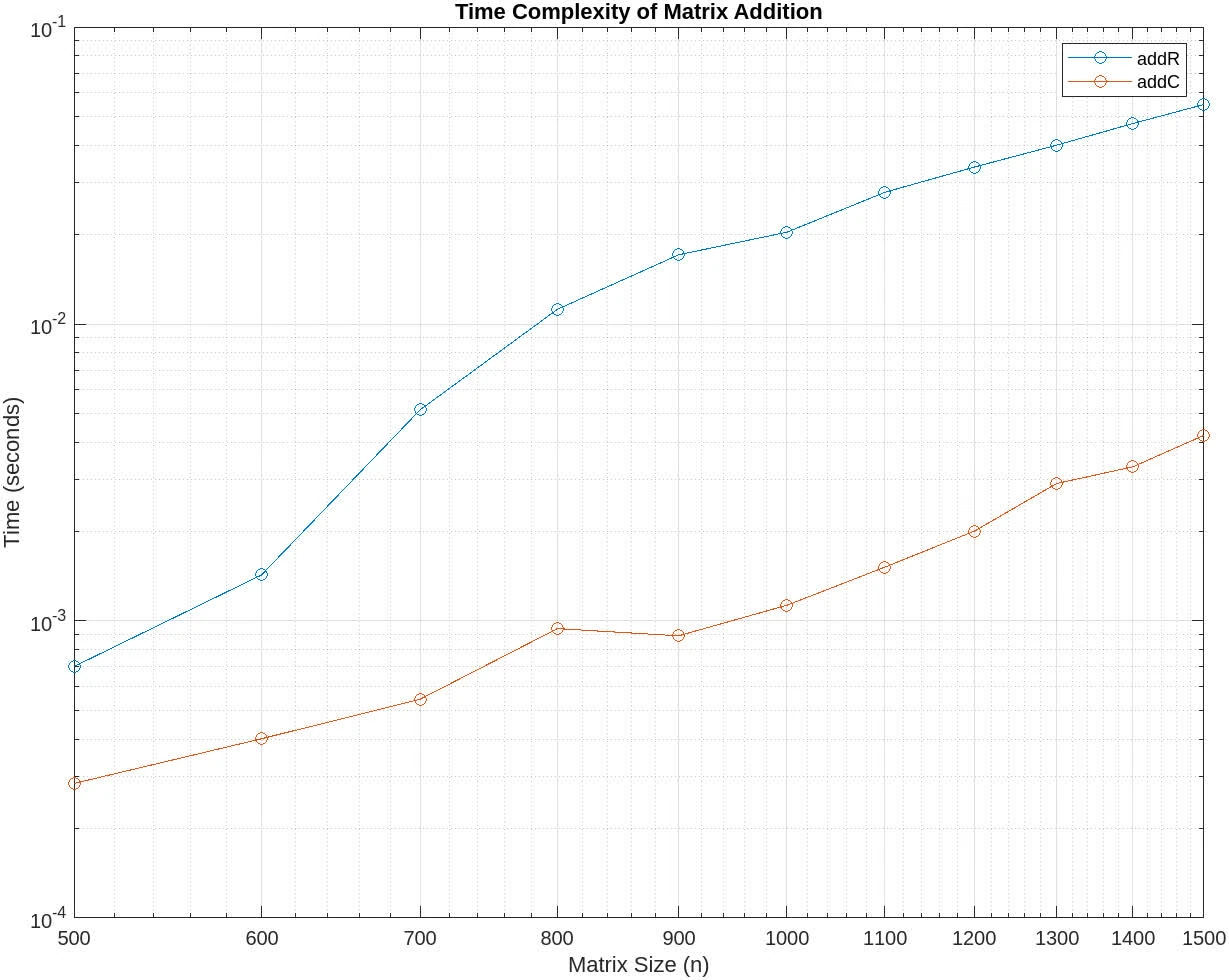 Time Complexity of Matrix Addition
addR
addC
10^-1
10^-2
10^-3
10^-4
Time (seconds)
500 600 700 800 900 1000 1100 1200 1300 1400 1500
Matrix Size (n)